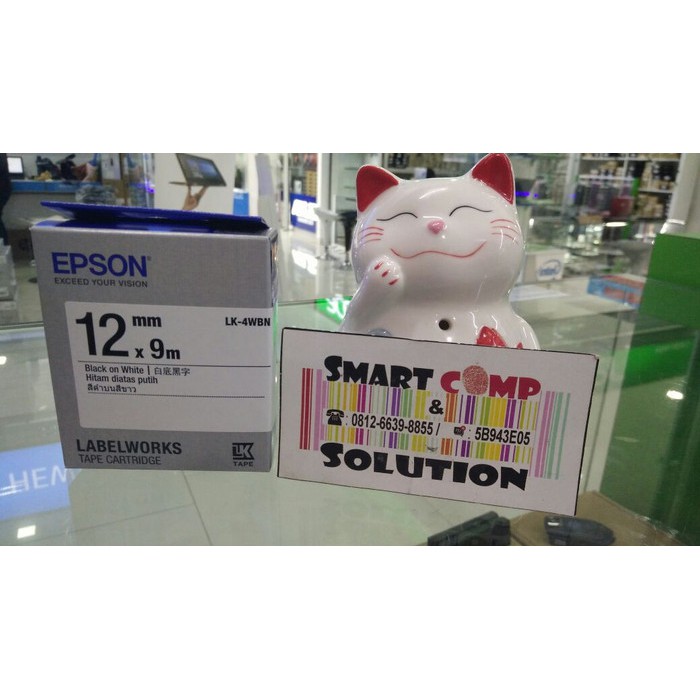 EPSON
EXCEED YOUR VISION
12 mm x 9m
LK-4WBN
Black on White | 白底黒字
Hitam diatas putih
สีดำบนสีขาว
LABELWORKS
TAPE CARTRIDGE
LK
TAPE
SMART COMP
&
: 0812-6639-8855 / : 5B943E05
SOLUTION